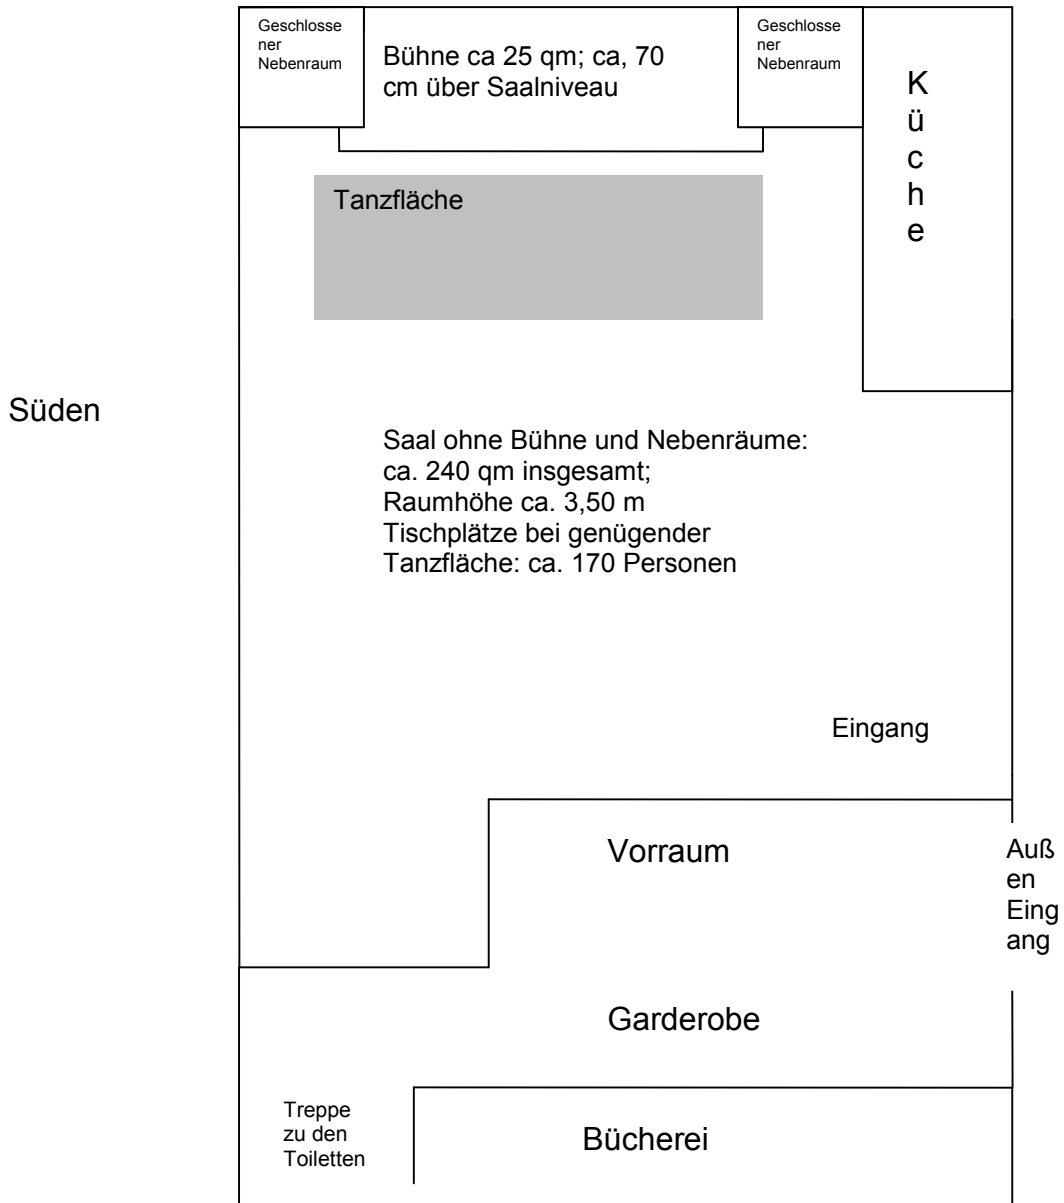 Geschlosse
ner
Nebenraum
Bühne ca 25 qm; ca, 70
cm über Saalniveau
Geschlosse
ner
Nebenraum
K
ü
c
h
e
Tanzfläche
Süden
Saal ohne Bühne und Nebenräume:
ca. 240 qm insgesamt;
Raumhöhe ca. 3,50 m
Tischplätze bei genügender
Tanzfläche: ca. 170 Personen
Eingang
Vorraum
Auß
en
Eing
ang
Garderobe
Treppe
zu den
Toiletten
Bücherei